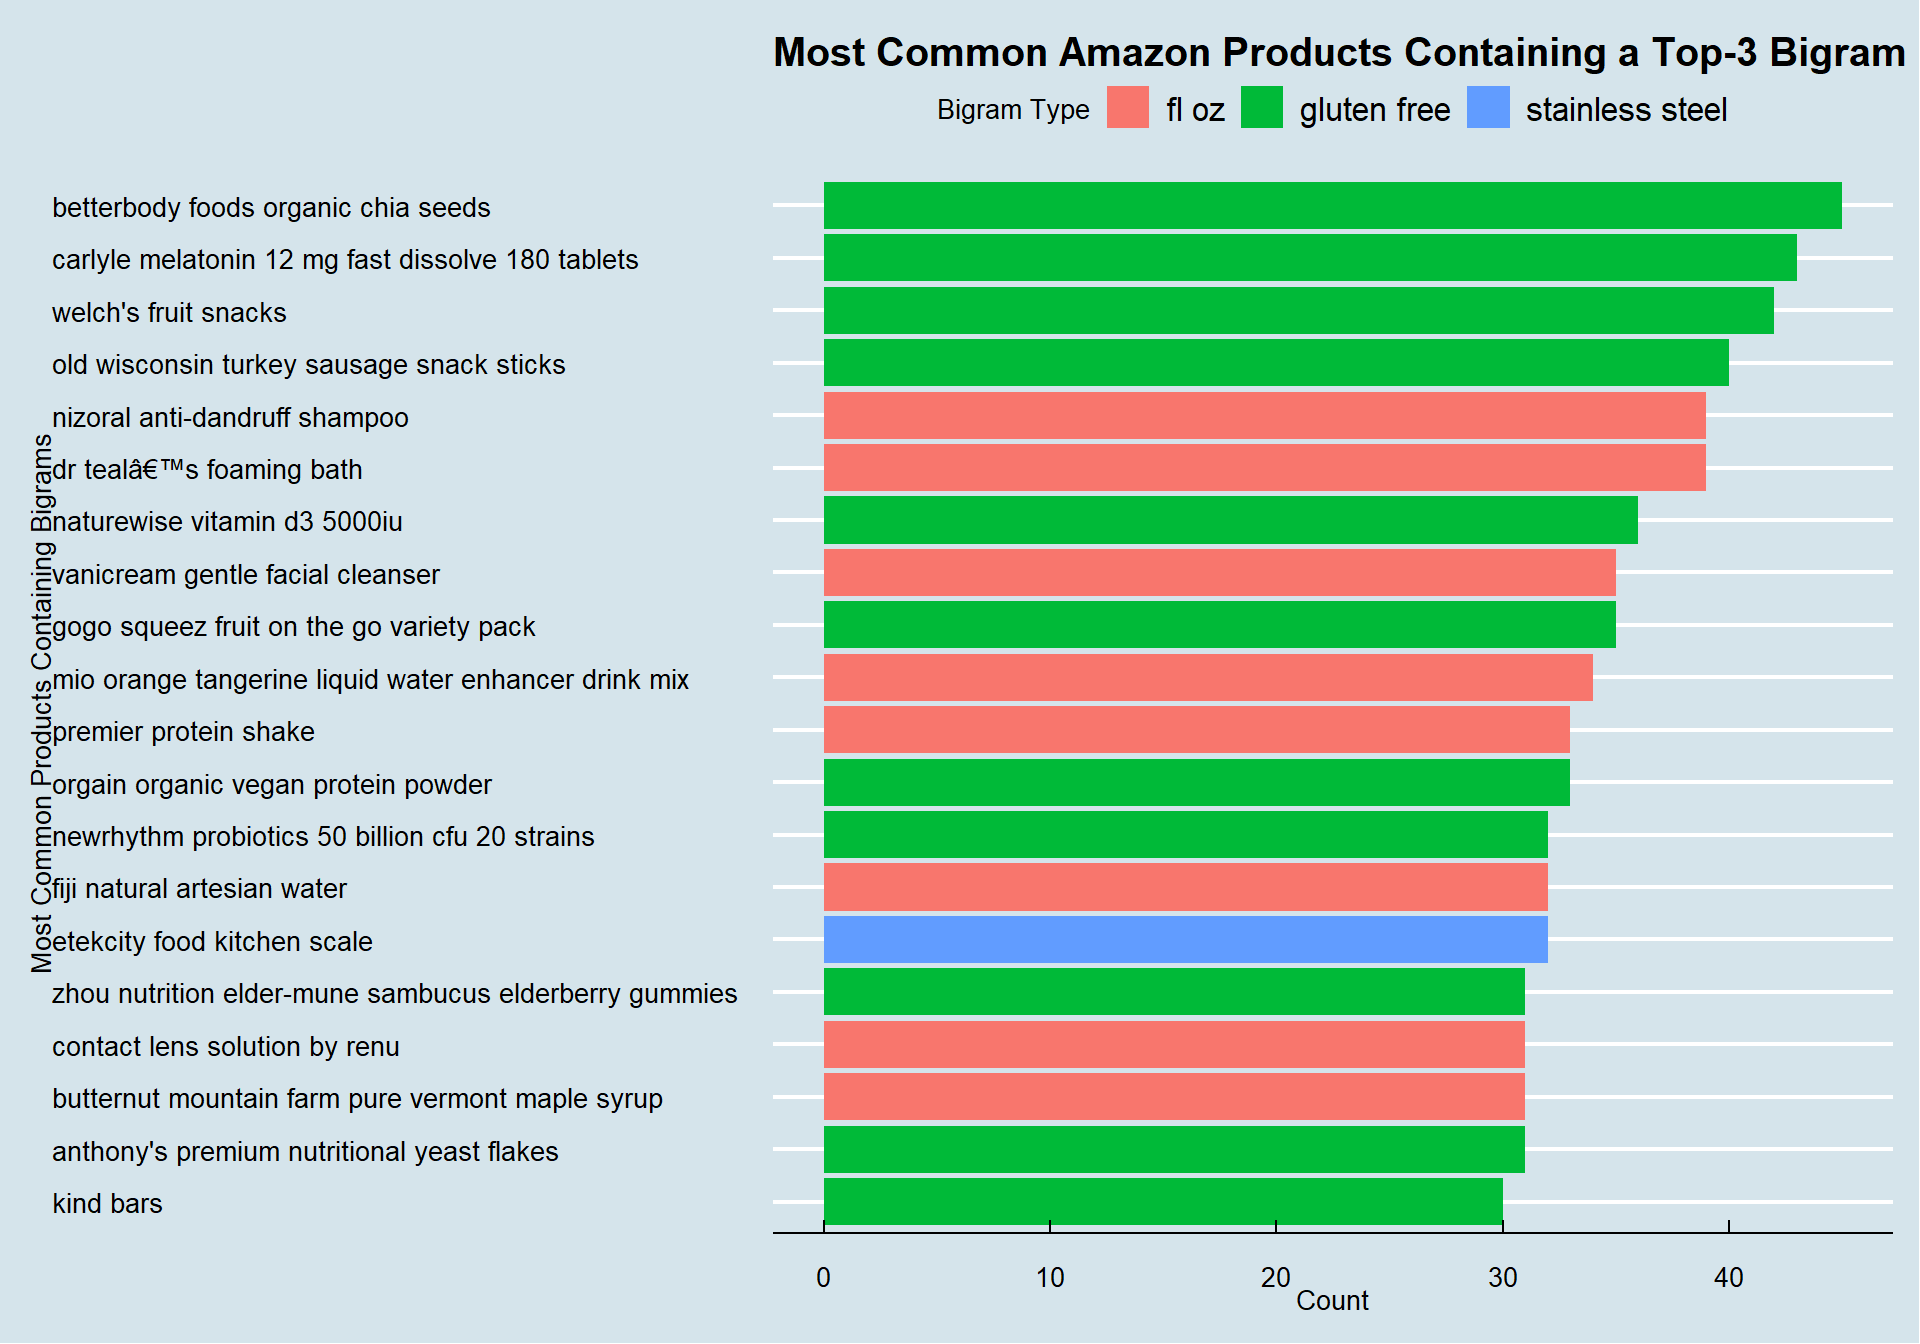 Most Common Amazon Products Containing a Top-3 Bigram
Bigram Type fl oz gluten free stainless steel
Most Common Products Containing Bigrams
betterbody foods organic chia seeds
carlyle melatonin 12 mg fast dissolve 180 tablets
welch's fruit snacks
old wisconsin turkey sausage snack sticks
nizoral anti-dandruff shampoo
dr tealâ€™s foaming bath
naturewise vitamin d3 5000iu
vanicream gentle facial cleanser
gogo squeez fruit on the go variety pack
mio orange tangerine liquid water enhancer drink mix
premier protein shake
orgain organic vegan protein powder
newrhythm probiotics 50 billion cfu 20 strains
fiji natural artesian water
etekcity food kitchen scale
zhou nutrition elder-mune sambucus elderberry gummies
contact lens solution by renu
butternut mountain farm pure vermont maple syrup
anthony's premium nutritional yeast flakes
kind bars
0 10 20 30 40
Count